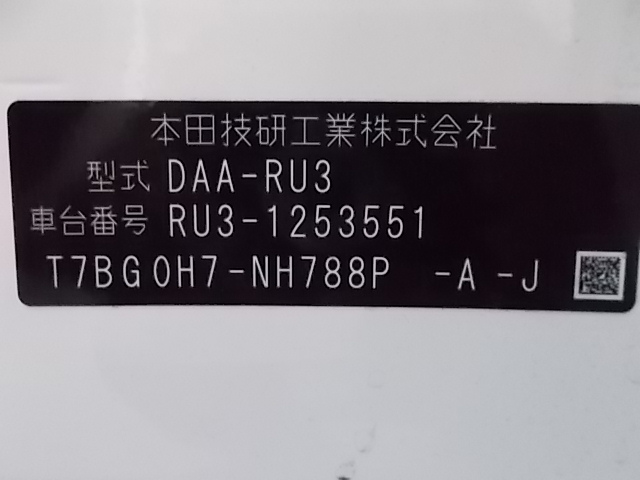 本田技研工業株式会社
型式 DAA-RU3
車台番号 RU3-1253551
T7BG0H7-NH788P -A -J